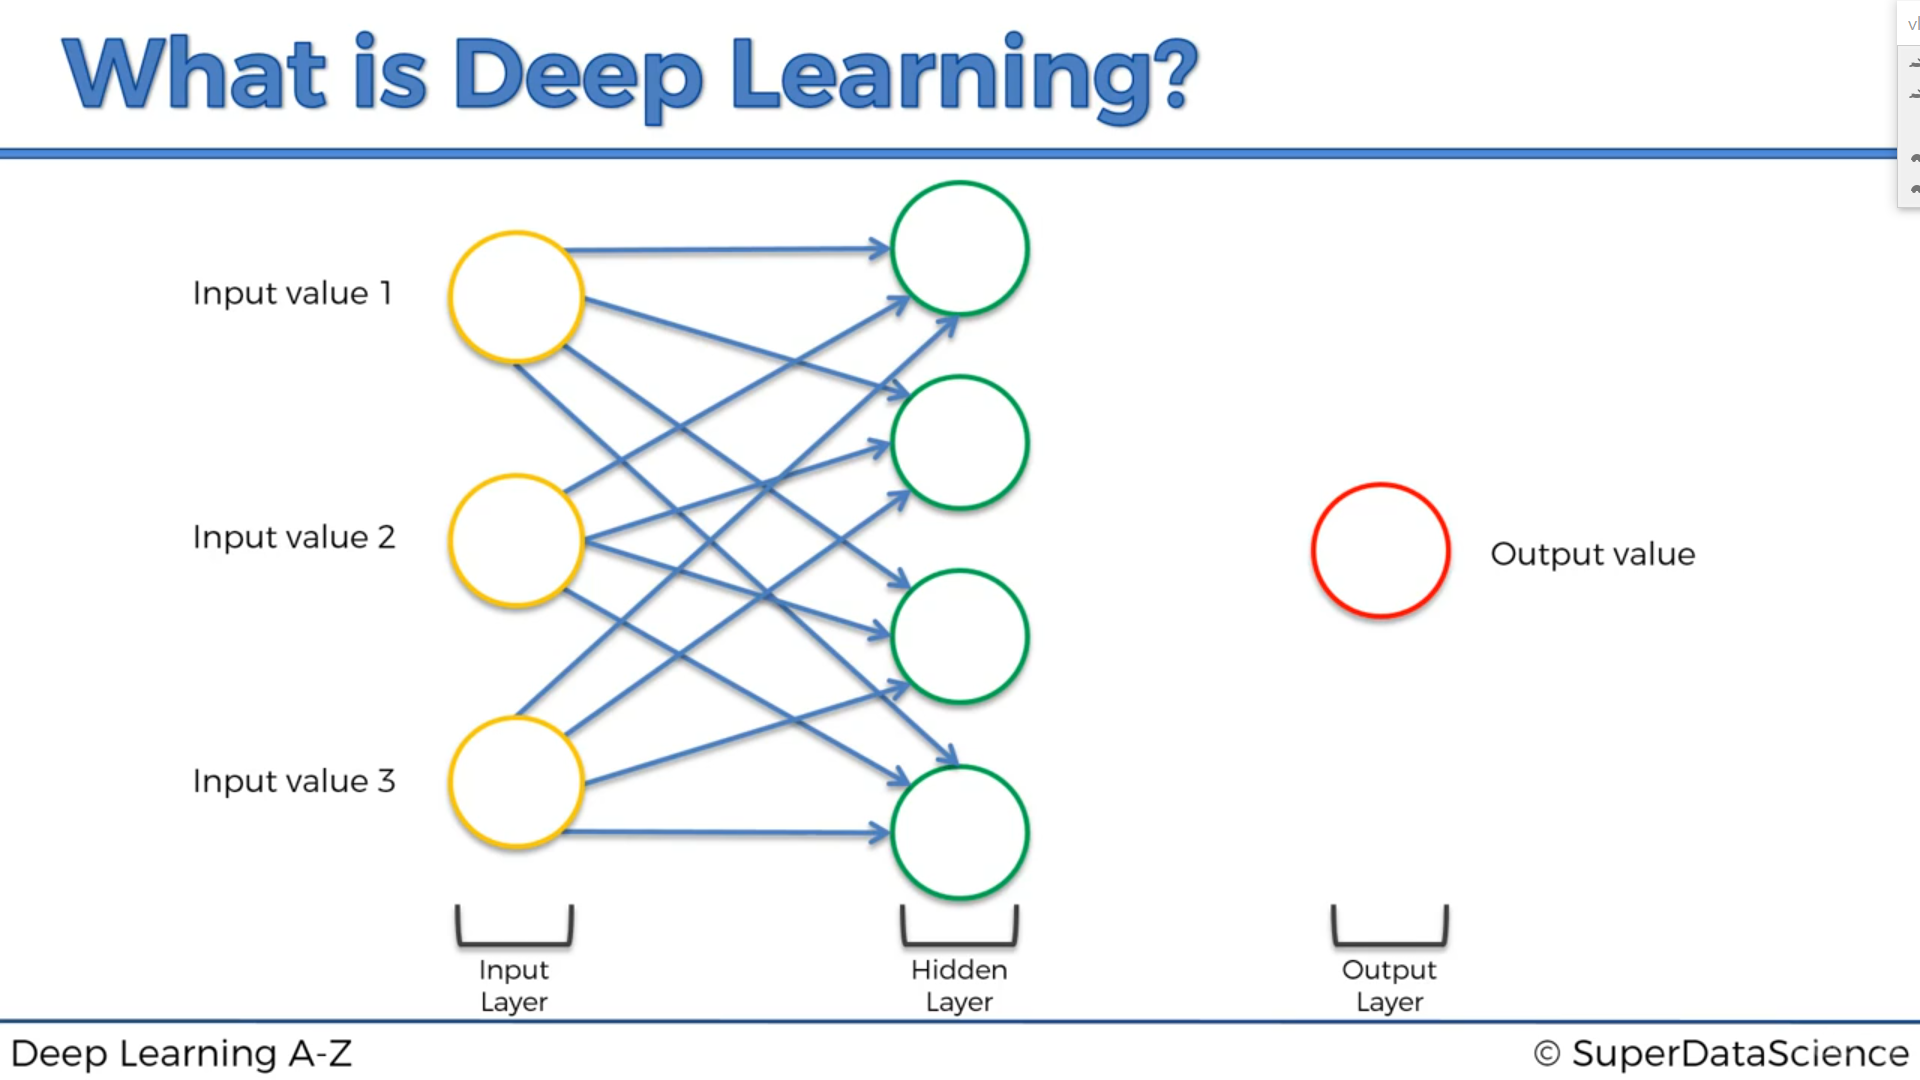 What is Deep Learning?
Input value 1
Input value 2
Input value 3
Output value
Input
Layer
Hidden
Layer
Output
Layer
Deep Learning A-Z
© SuperDataScience